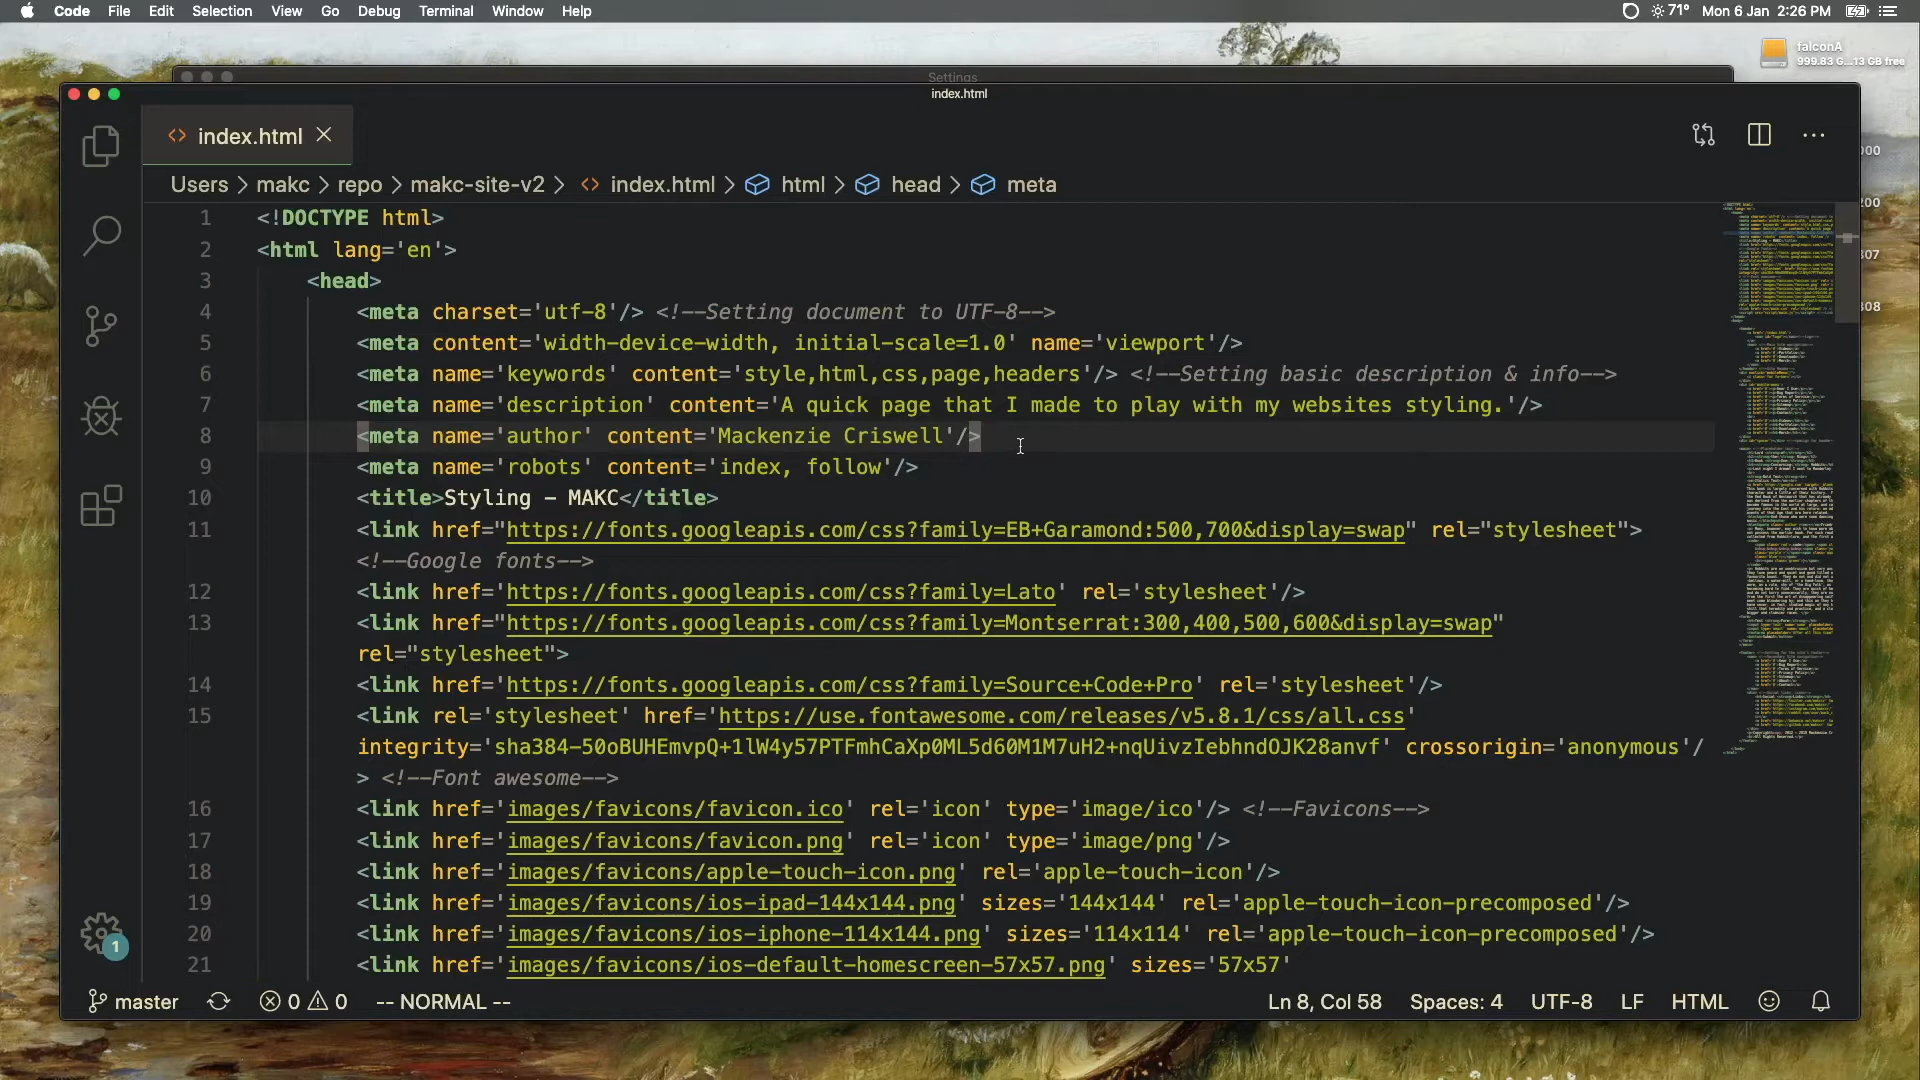 Code File Edit Selection View Go Debug Terminal Window Help 71° Mon 6 Jan 2:26 PM
falconA
999.83 G...13 GB free
Settings
index.html
index.html
Users > makc > repo > makc-site-v2 > index.html > html > head > meta
1 <!DOCTYPE html>
2 <html lang='en'>
3 <head>
4 <meta charset='utf-8'/> <!--Setting document to UTF-8-->
5 <meta content='width-device-width, initial-scale=1.0' name='viewport'/>
6 <meta name='keywords' content='style,html,css,page,headers'/> <!--Setting basic description & info-->
7 <meta name='description' content='A quick page that I made to play with my websites styling.'/>
8 <meta name='author' content='Mackenzie Criswell'/>
9 <meta name='robots' content='index, follow'/>
10 <title>Styling - MAKC</title>
11 <link href="https://fonts.googleapis.com/css?family=EB+Garamond:500,700&display=swap" rel="stylesheet">
<!--Google fonts-->
12 <link href='https://fonts.googleapis.com/css?family=Lato' rel='stylesheet'/>
13 <link href="https://fonts.googleapis.com/css?family=Montserrat:300,400,500,600&display=swap"
rel="stylesheet">
14 <link href='https://fonts.googleapis.com/css?family=Source+Code+Pro' rel='stylesheet'/>
15 <link rel='stylesheet' href='https://use.fontawesome.com/releases/v5.8.1/css/all.css'
integrity='sha384-50oBUHEmvpQ+1lW4y57PTFmhCaXp0ML5d60M1M7uH2+nqUivzIebhndOJK28anvf' crossorigin='anonymous'/
> <!--Font awesome-->
16 <link href='images/favicons/favicon.ico' rel='icon' type='image/ico'/> <!--Favicons-->
17 <link href='images/favicons/favicon.png' rel='icon' type='image/png'/>
18 <link href='images/favicons/apple-touch-icon.png' rel='apple-touch-icon'/>
19 <link href='images/favicons/ios-ipad-144x144.png' sizes='144x144' rel='apple-touch-icon-precomposed'/>
20 <link href='images/favicons/ios-iphone-114x144.png' sizes='114x114' rel='apple-touch-icon-precomposed'/>
21 <link href='images/favicons/ios-default-homescreen-57x57.png' sizes='57x57'
1
master 0 0 -- NORMAL -- Ln 8, Col 58 Spaces: 4 UTF-8 LF HTML